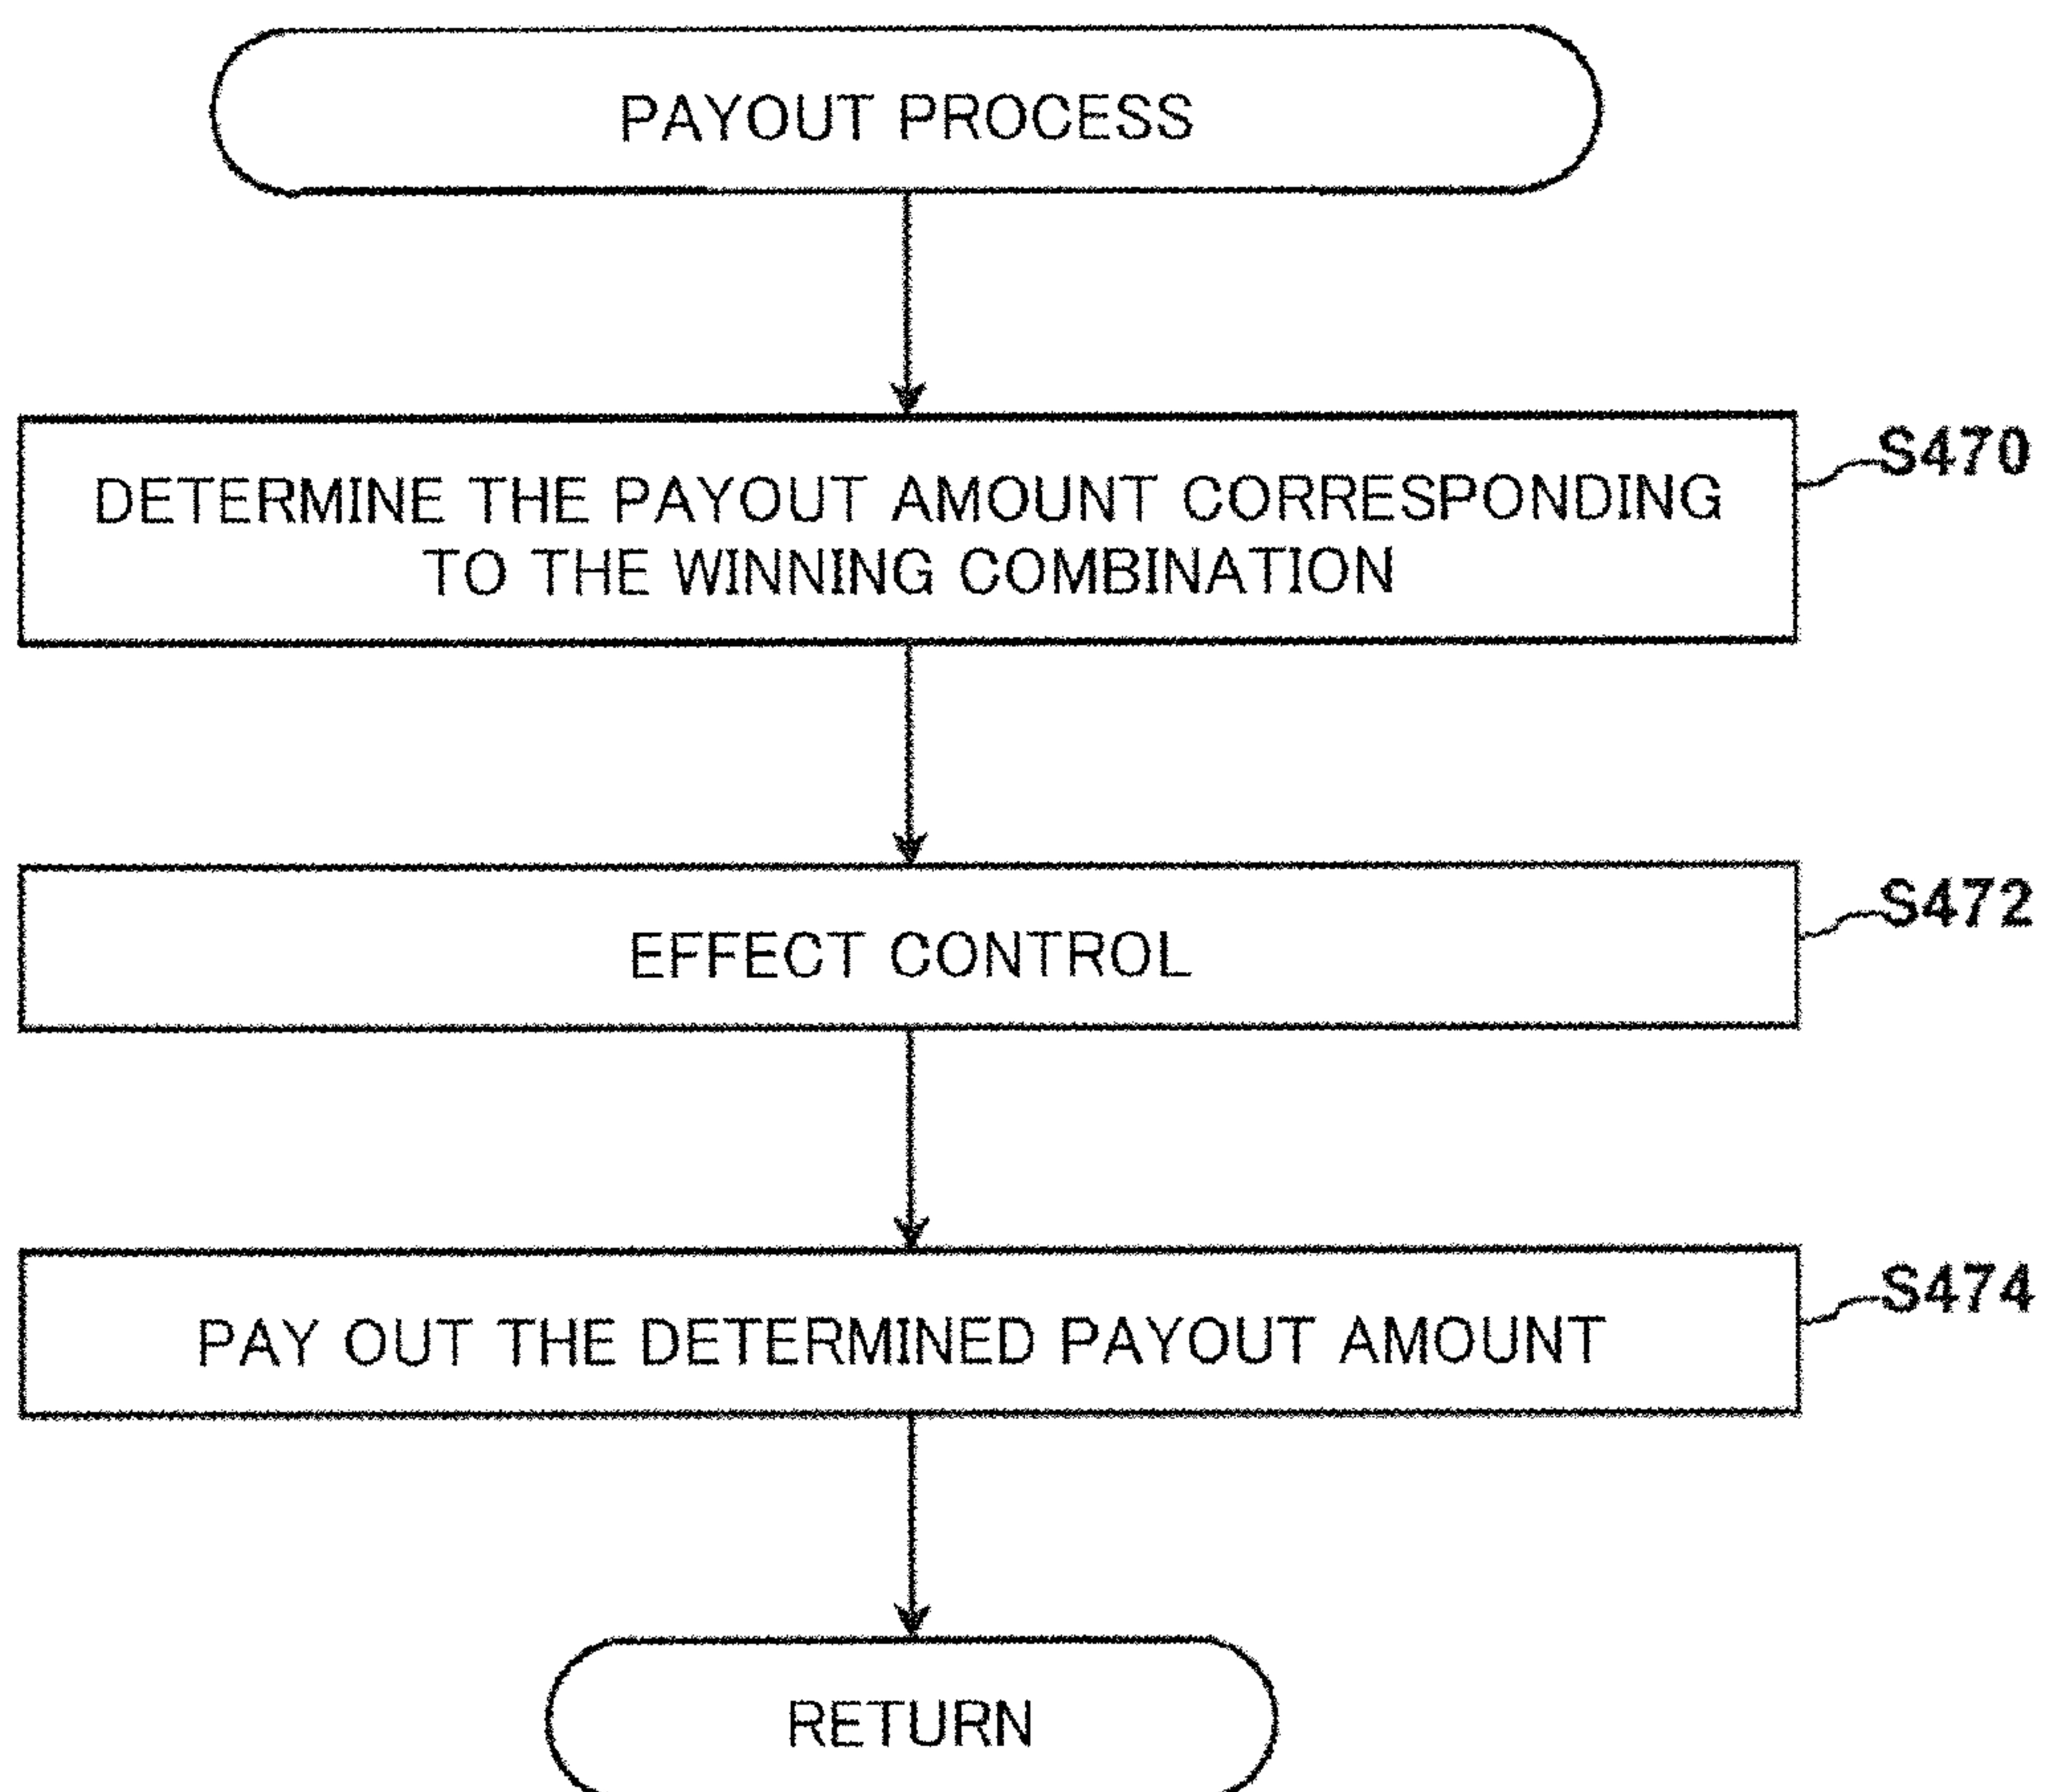 PAYOUT PROCESS
S470
DETERMINE THE PAYOUT AMOUNT CORRESPONDING
TO THE WINNING COMBINATION
S472
EFFECT CONTROL
S474
PAY OUT THE DETERMINED PAYOUT AMOUNT
RETURN